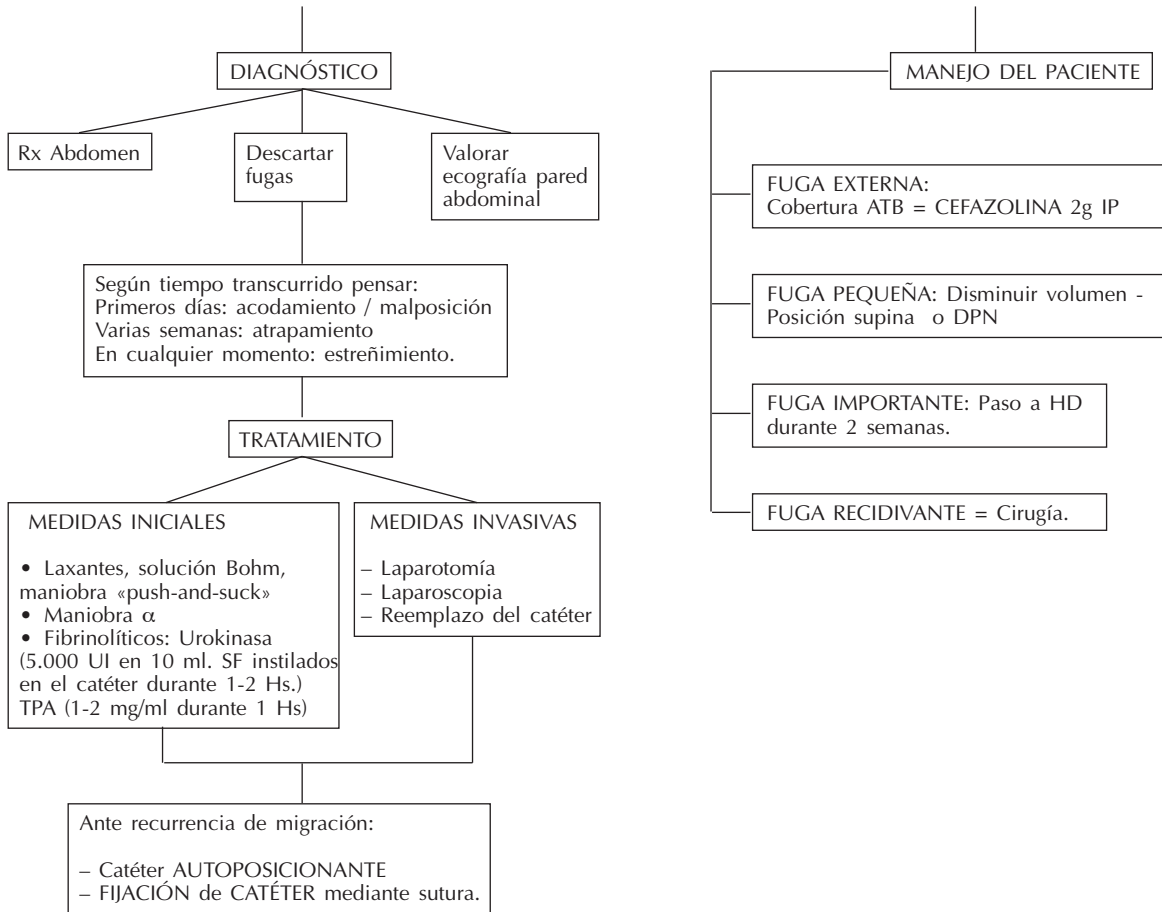 DIAGNÓSTICO
Rx Abdomen
Descartar
fugas
Valorar
ecografía pared
abdominal
Según tiempo transcurrido pensar:
Primeros días: acodamiento / malposición
Varias semanas: atrapamiento
En cualquier momento: estreñimiento.
TRATAMIENTO
MEDIDAS INICIALES
• Laxantes, solución Bohm,
maniobra «push-and-suck»
• Maniobra α
• Fibrinolíticos: Urokinasa
(5.000 UI en 10 ml. SF instilados
en el catéter durante 1-2 Hs.)
TPA (1-2 mg/ml durante 1 Hs)
MEDIDAS INVASIVAS
– Laparotomía
– Laparoscopia
– Reemplazo del catéter
Ante recurrencia de migración:
– Catéter AUTOPOSICIONANTE
– FIJACIÓN de CATÉTER mediante sutura.
MANEJO DEL PACIENTE
FUGA EXTERNA:
Cobertura ATB = CEFAZOLINA 2g IP
FUGA PEQUEÑA: Disminuir volumen -
Posición supina o DPN
FUGA IMPORTANTE: Paso a HD
durante 2 semanas.
FUGA RECIDIVANTE = Cirugía.